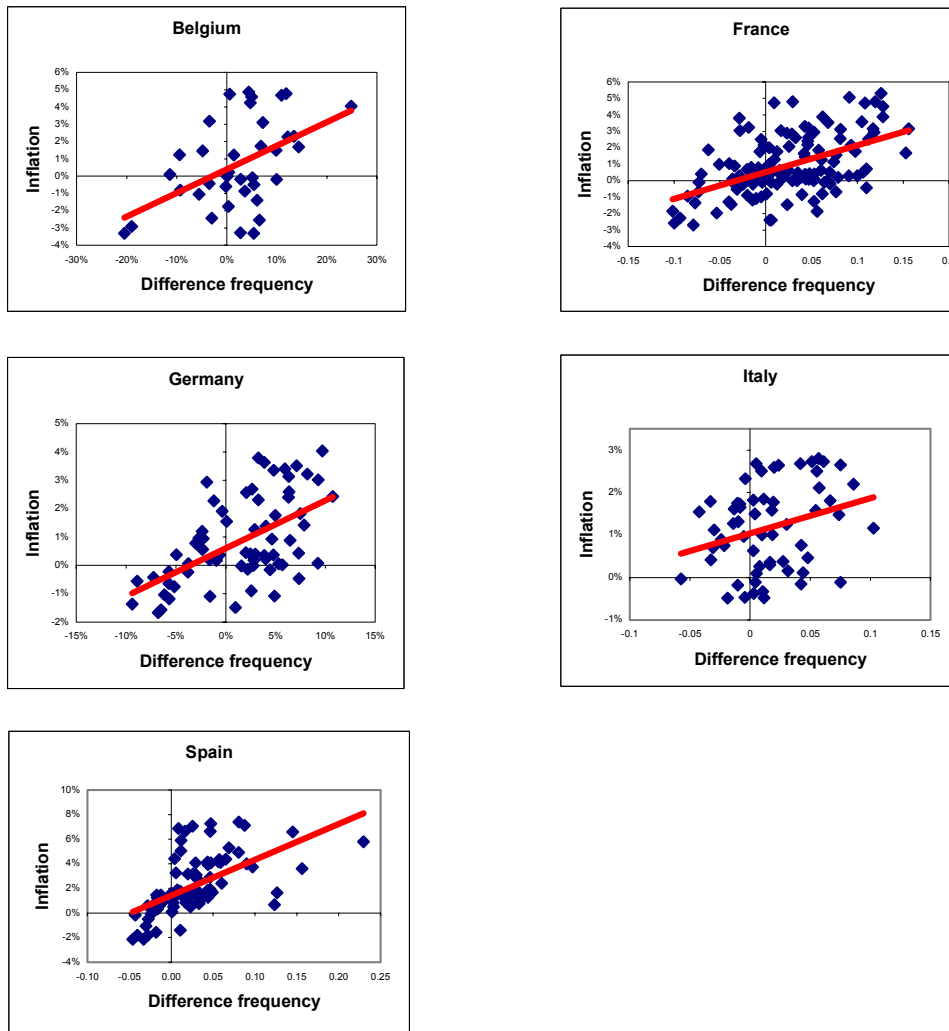 Belgium
6%
5%
4%
3%
2%
1%
0%
-1%
-2%
-3%
-4%
-30% -20% -10% 0% 10% 20% 30%
Inflation
Difference frequency
France
6%
5%
4%
3%
2%
1%
0%
-1%
-2%
-3%
-4%
-0.15 -0.1 -0.05 0 0.05 0.1 0.15
Inflation
Difference frequency
Germany
5%
4%
3%
2%
1%
0%
-1%
-2%
-15% -10% -5% 0% 5% 10% 15%
Inflation
Difference frequency
Italy
3%
2%
1%
0%
-1%
-0.1 -0.05 0 0.05 0.1 0.15
Inflation
Difference frequency
Spain
10%
8%
6%
4%
2%
0%
-2%
-4%
-0.10 -0.05 0.00 0.05 0.10 0.15 0.20 0.25
Inflation
Difference frequency